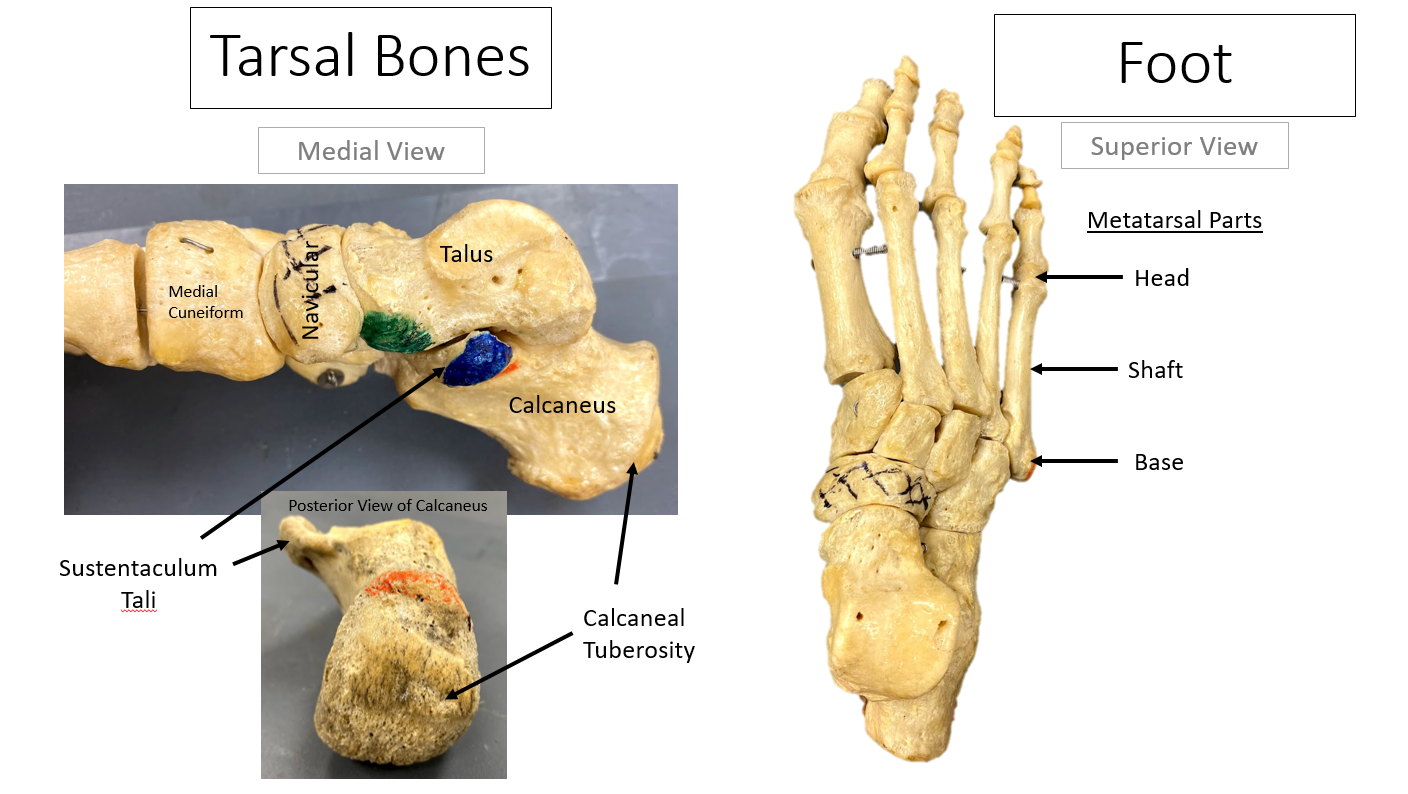 Tarsal Bones
Medial View
Talus
Navicular
Medial
Cuneiform
Calcaneus
Posterior View of Calcaneus
Sustentaculum
Tali
Calcaneal
Tuberosity
Foot
Superior View
Metatarsal Parts
Head
Shaft
Base